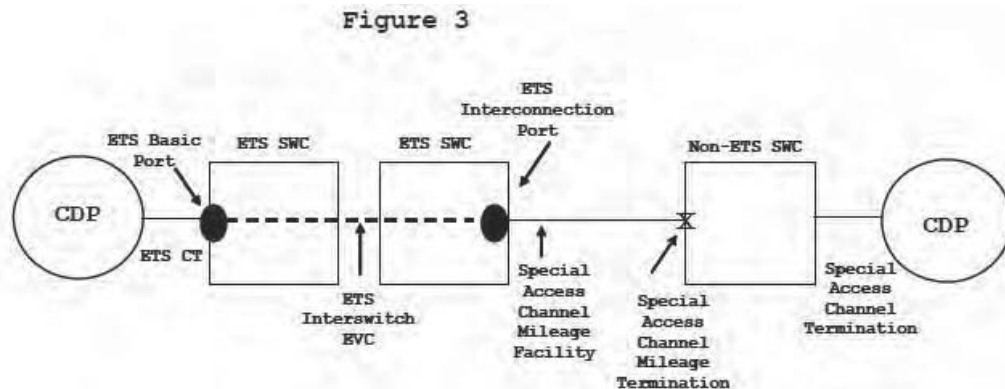 Figure 3
ETS
Interconnection
Port
ETS Basic
Port
ETS SWC
ETS SWC
Non-ETS SWC
CDP
CDP
ETS CT
ETS
Interswitch
EVC
Special
Access
Channel
Mileage
Facility
Special
Access
Channel
Mileage
Termination
Special
Access
Channel
Termination